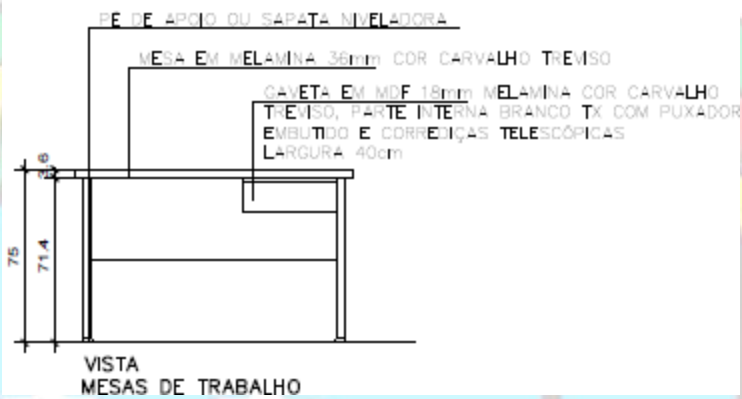 PÉ DE APOIO OU SAPATA NIVELADORA
MESA EM MELAMINA 36mm COR CARVALHO TREVISO
GAVETA EM MDF 18mm MELAMINA COR CARVALHO
TREVISO, PARTE INTERNA BRANCO TX COM PUXADOR
EMBUTIDO E CORREDIÇAS TELESCÓPICAS
LARGURA 40cm
3.6
75
71.4
VISTA
MESAS DE TRABALHO